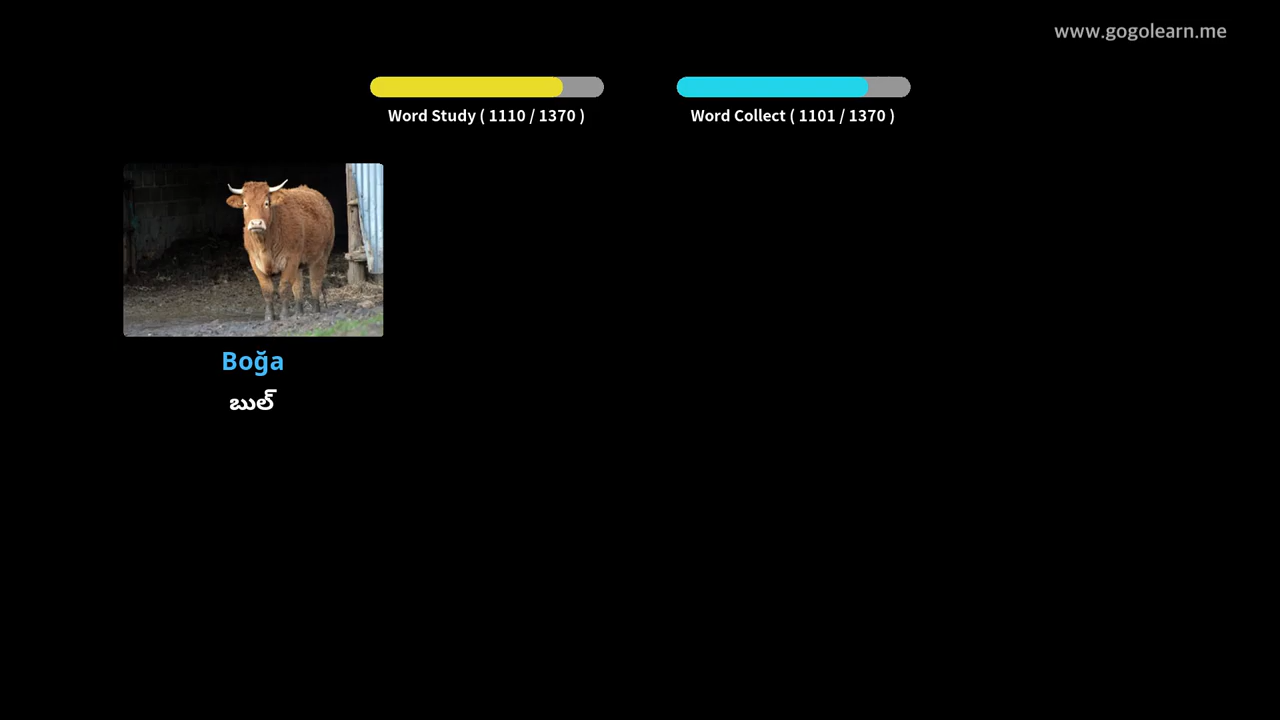 www.gogolearn.me
Word Study ( 1110 / 1370 )
Word Collect ( 1101 / 1370 )
Boğa
బుల్